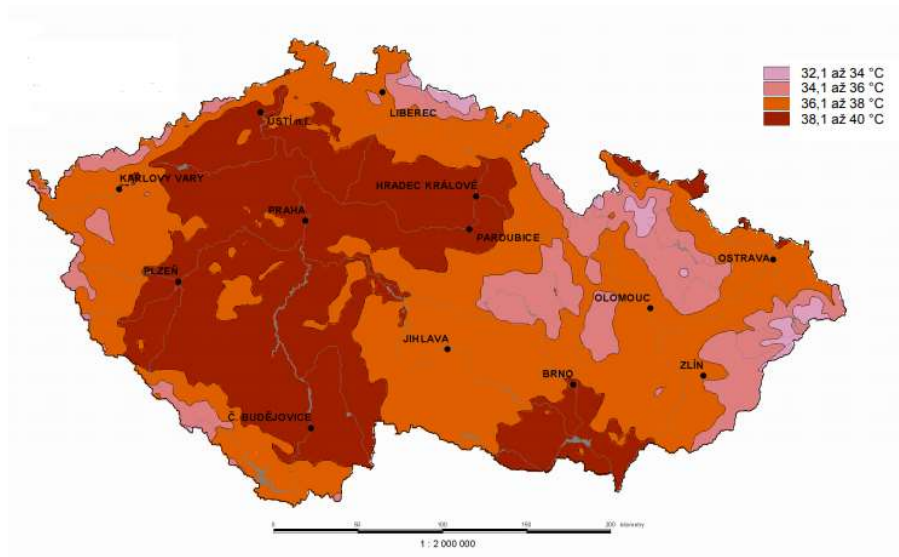 32,1 až 34 °C
34,1 až 36 °C
36,1 až 38 °C
38,1 až 40 °C
LIBEREC
ÚSTÍ n.L.
KARLOVY VARY
HRADEC KRÁLOVÉ
PRAHA
PARDUBICE
OSTRAVA
PLZEŇ
OLOMOUC
JIHLAVA
ZLÍN
BRNO
Č. BUDĚJOVICE
0 50 100 150 200 kilometry
1 : 2 000 000